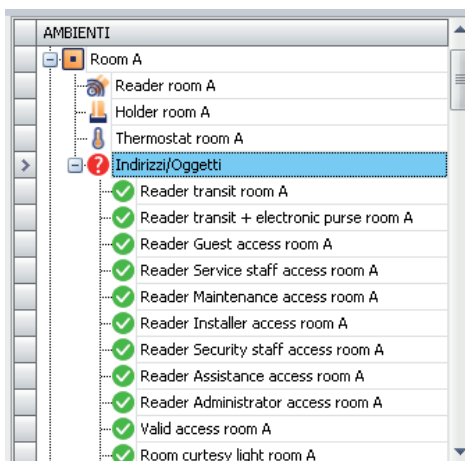 AMBIENTI
Room A
Reader room A
Holder room A
Thermostat room A
Indirizzi/Oggetti
Reader transit room A
Reader transit + electronic purse room A
Reader Guest access room A
Reader Service staff access room A
Reader Maintenance access room A
Reader Installer access room A
Reader Security staff access room A
Reader Assistance access room A
Reader Administrator access room A
Valid access room A
Room curtesy light room A